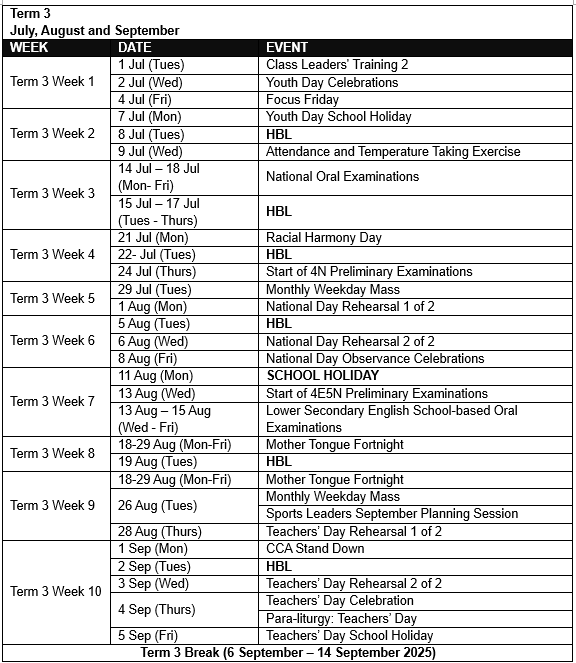 Term 3
July, August and September
WEEK DATE EVENT
Term 3 Week 1
1 Jul (Tues) Class Leaders' Training 2
2 Jul (Wed) Youth Day Celebrations
4 Jul (Fri) Focus Friday
Term 3 Week 2
7 Jul (Mon) Youth Day School Holiday
8 Jul (Tues) HBL
9 Jul (Wed) Attendance and Temperature Taking Exercise
Term 3 Week 3
14 Jul – 18 Jul
(Mon- Fri)
National Oral Examinations
15 Jul – 17 Jul
(Tues - Thurs)
HBL
Term 3 Week 4
21 Jul (Mon) Racial Harmony Day
22- Jul (Tues) HBL
24 Jul (Thurs) Start of 4N Preliminary Examinations
Term 3 Week 5
29 Jul (Tues) Monthly Weekday Mass
1 Aug (Mon) National Day Rehearsal 1 of 2
Term 3 Week 6
5 Aug (Tues) HBL
6 Aug (Wed) National Day Rehearsal 2 of 2
8 Aug (Fri) National Day Observance Celebrations
Term 3 Week 7
11 Aug (Mon) SCHOOL HOLIDAY
13 Aug (Wed) Start of 4E5N Preliminary Examinations
13 Aug – 15 Aug
(Wed - Fri)
Lower Secondary English School-based Oral
Examinations
Term 3 Week 8
18-29 Aug (Mon-Fri) Mother Tongue Fortnight
19 Aug (Tues) HBL
Term 3 Week 9
18-29 Aug (Mon-Fri) Mother Tongue Fortnight
26 Aug (Tues)
Monthly Weekday Mass
Sports Leaders September Planning Session
28 Aug (Thurs) Teachers' Day Rehearsal 1 of 2
Term 3 Week 10
1 Sep (Mon) CCA Stand Down
2 Sep (Tues) HBL
3 Sep (Wed) Teachers' Day Rehearsal 2 of 2
4 Sep (Thurs)
Teachers' Day Celebration
Para-liturgy: Teachers' Day
5 Sep (Fri) Teachers' Day School Holiday
Term 3 Break (6 September – 14 September 2025)